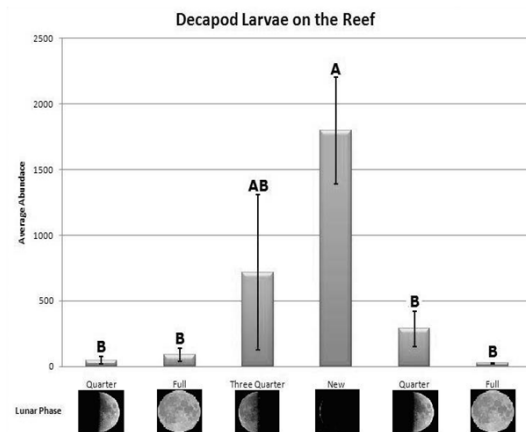 Decapod Larvae on the Reef
2500
2000
1500
1000
500
0
Average Abundace
A
AB
B
B
B
B
Quarter Full Three Quarter New Quarter Full
Lunar Phase